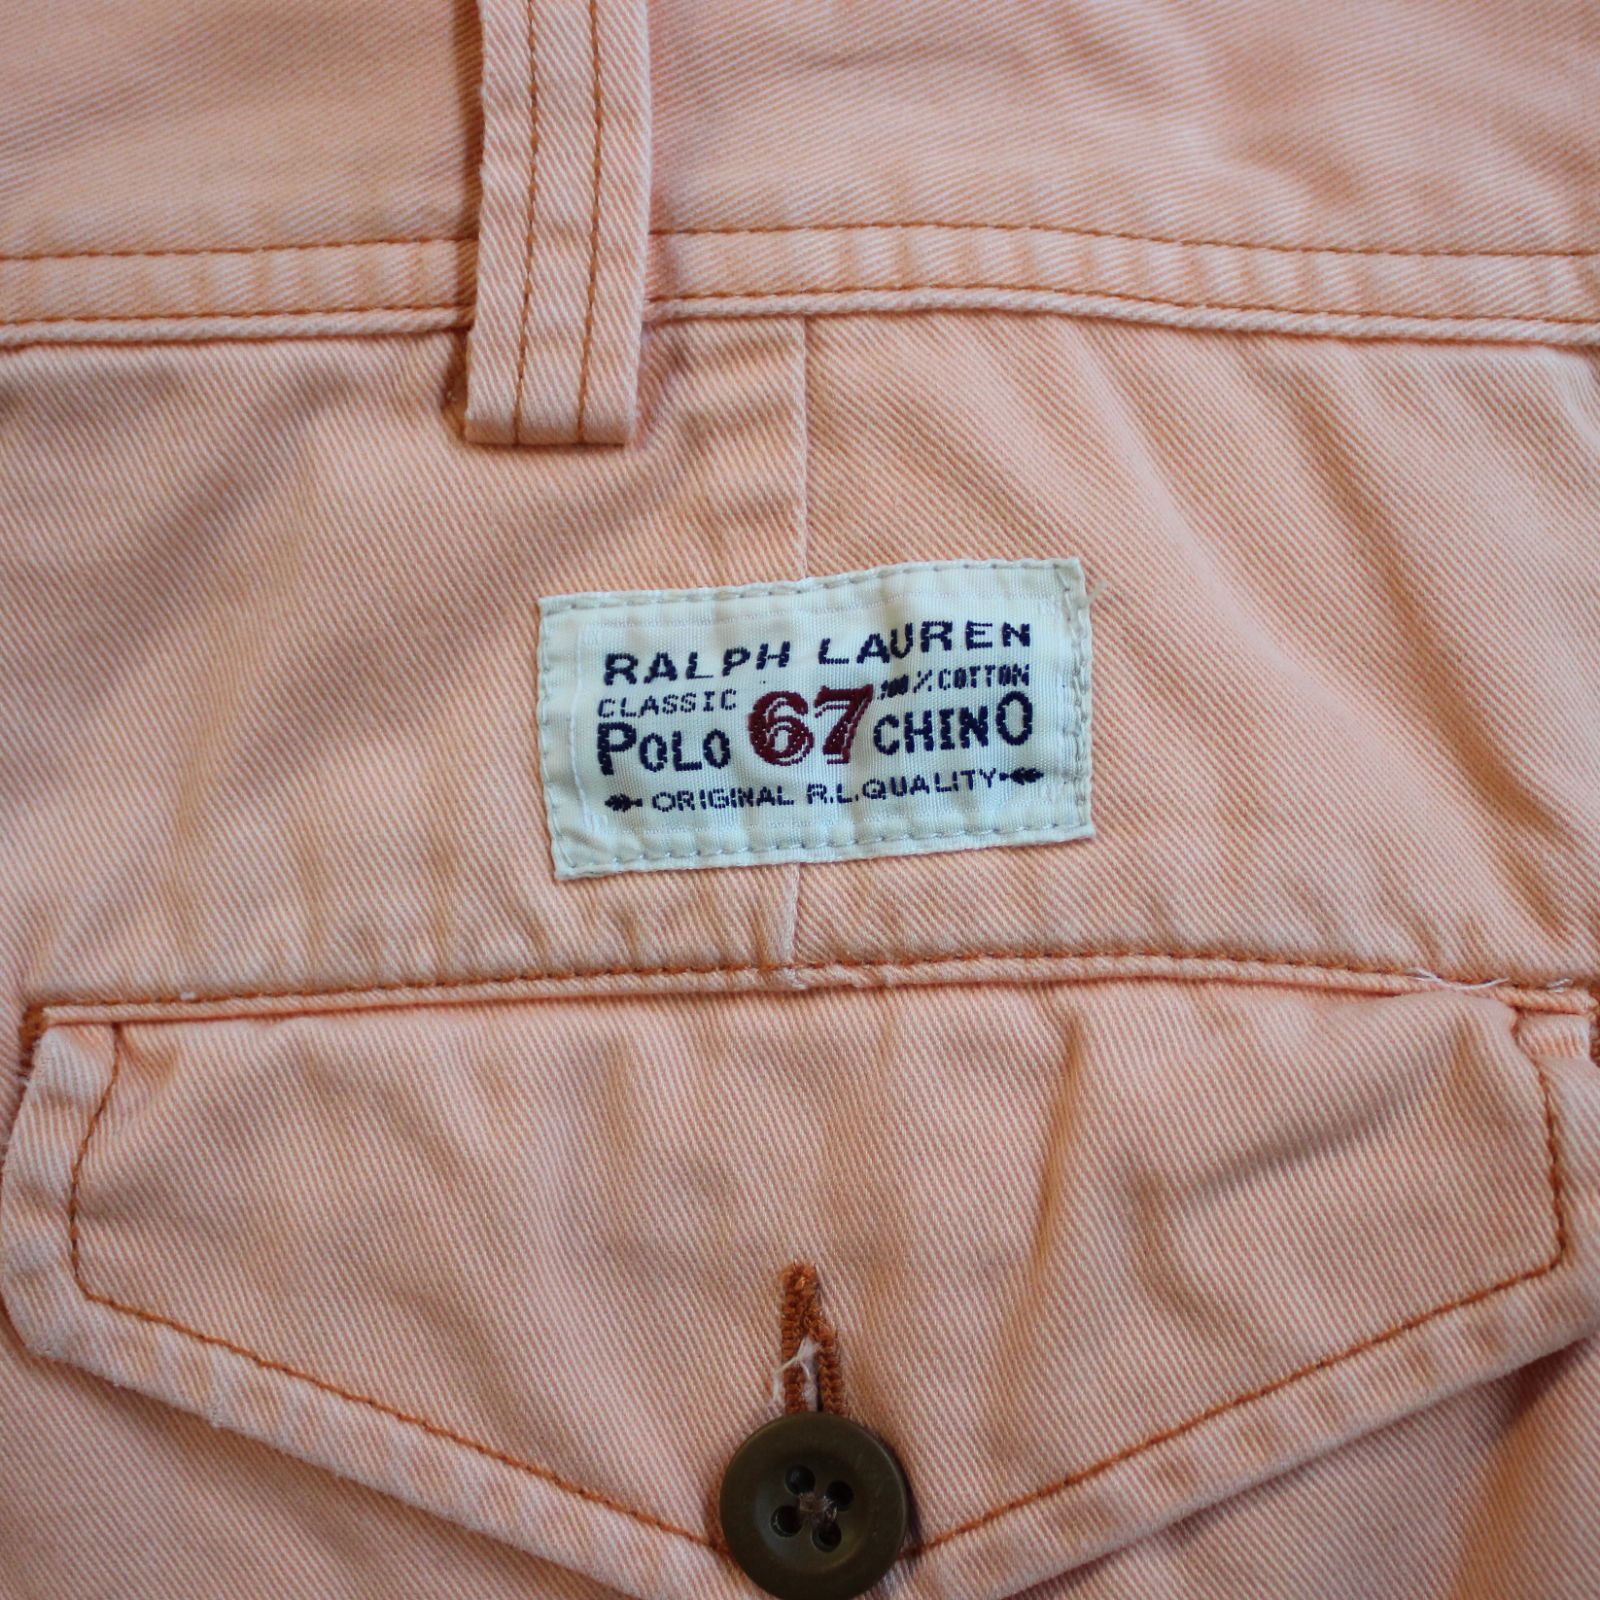 RALPH LAUREN
CLASSIC 67 100% COTTON
POLO CHINO
ORIGINAL R.L. QUALITY